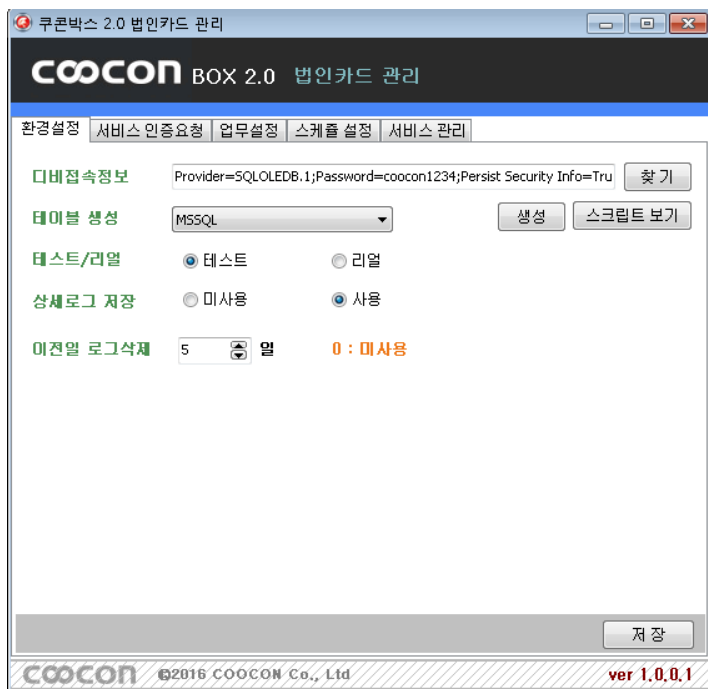 쿠콘박스 2.0 법인카드 관리
COOCON BOX 2.0 법인카드 관리
환경설정 서비스 인증요청 업무설정 스케쥴 설정 서비스 관리
디비접속정보 Provider=SQLOLEDB.1;Password=coocon1234;Persist Security Info=Tru 찾 기
테이블 생성 MSSQL 생성 스크립트 보기
테스트/리얼 테스트 리얼
상세로그 저장 미사용 사용
이전일 로그삭제 5 일 0 : 미사용
저 장
COOCON ©2016 COOCON Co., Ltd ver 1.0.0.1